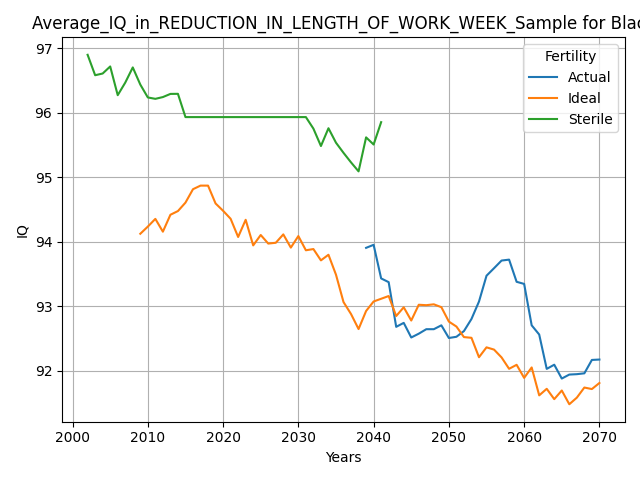 Average_IQ_in_REDUCTION_IN_LENGTH_OF_WORK_WEEK_Sample for Blac
97
96
95
94
93
92
IQ
Fertility
Actual
Ideal
Sterile
2000 2010 2020 2030 2040 2050 2060 2070
Years